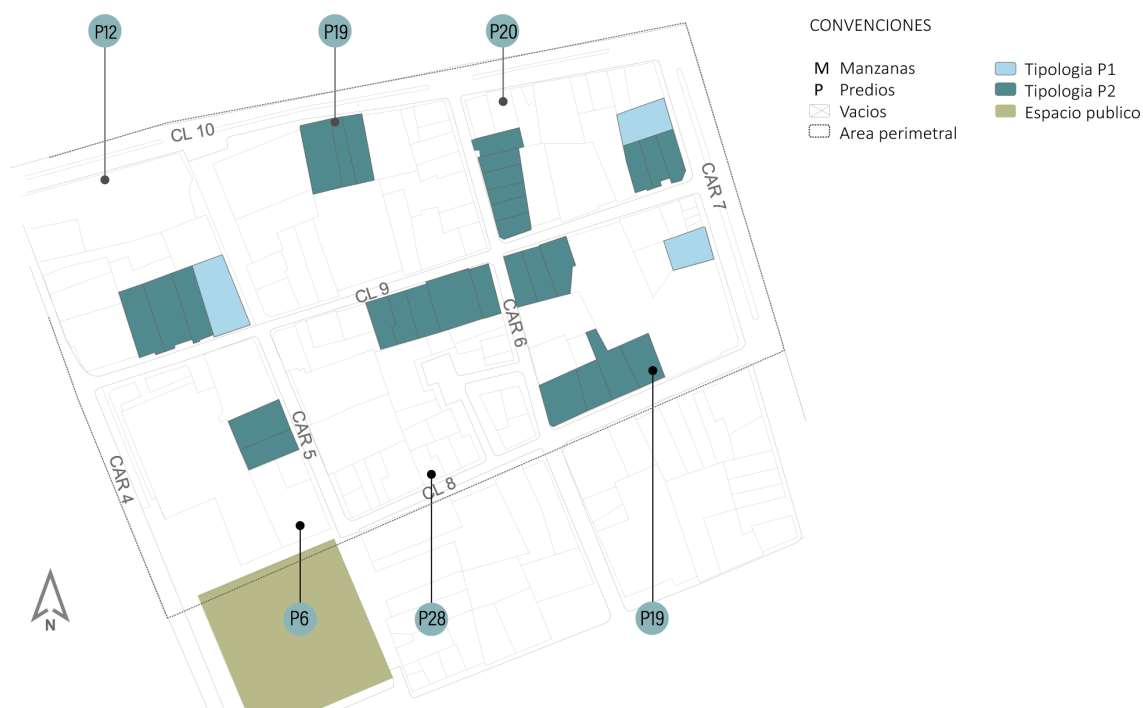 P12
P19
P20
CONVENCIONES
M Manzanas
P Predios
Vacios
Area perimetral
Tipologia P1
Tipologia P2
Espacio publico
CL 10
CAR 7
CL 9
CAR 6
CAR 5
CAR 4
CL 8
N
P6
P28
P19